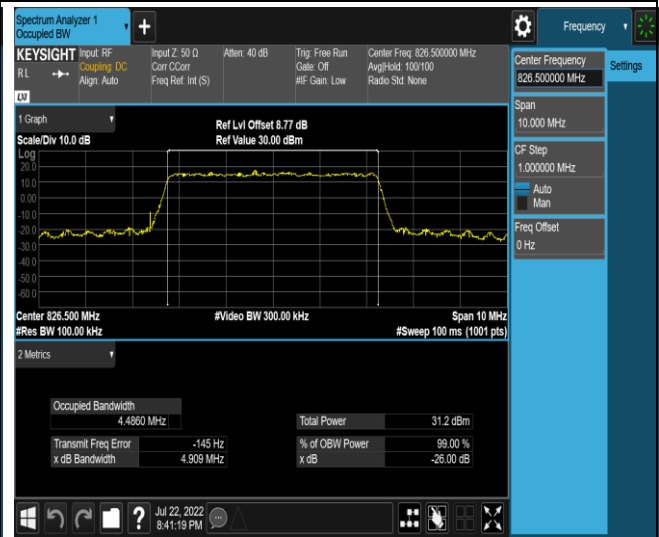 Spectrum Analyzer 1
Occupied BW
+
Frequency
KEYSIGHT
RL
LXI
Input: RF
Coupling: DC
Align: Auto
Input Z: 50 Ω
Corr CCorr
Freq Ref: Int (S)
Atten: 40 dB
Trig: Free Run
Gate: Off
#IF Gain: Low
Center Freq: 826.500000 MHz
Avg|Hold: 100/100
Radio Std: None
Center Frequency
826.500000 MHz
Settings
Span
10.000 MHz
CF Step
1.000000 MHz
Auto
Man
Freq Offset
0 Hz
1 Graph
Scale/Div 10.0 dB
Ref Lvl Offset 8.77 dB
Ref Value 30.00 dBm
Log
20.0
10.0
0.00
-10.0
-20.0
-30.0
-40.0
-50.0
-60.0
Center 826.500 MHz
#Video BW 300.00 kHz
Span 10 MHz
#Res BW 100.00 kHz
#Sweep 100 ms (1001 pts)
2 Metrics
Occupied Bandwidth
4.4860 MHz
Total Power 31.2 dBm
Transmit Freq Error -145 Hz
% of OBW Power 99.00 %
x dB Bandwidth 4.909 MHz
x dB -26.00 dB
?
Jul 22, 2022
8:41:19 PM